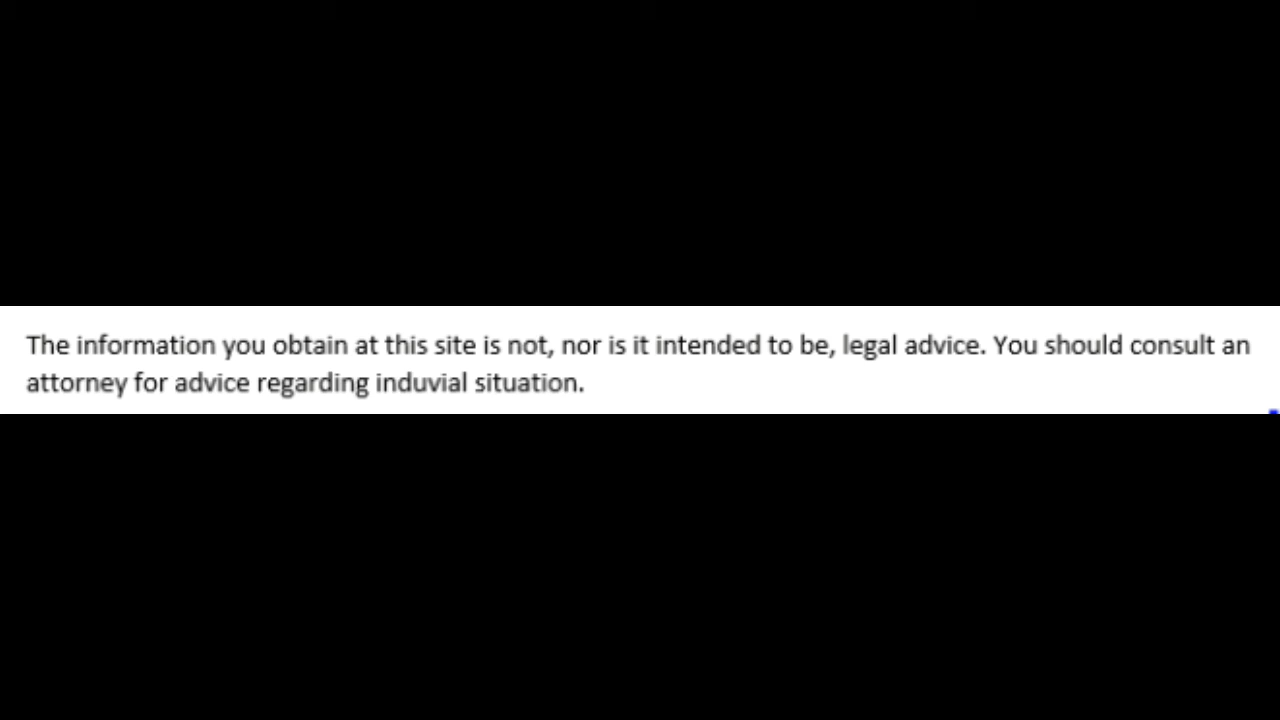 The information you obtain at this site is not, nor is it intended to be, legal advice. You should consult an
attorney for advice regarding induvial situation.